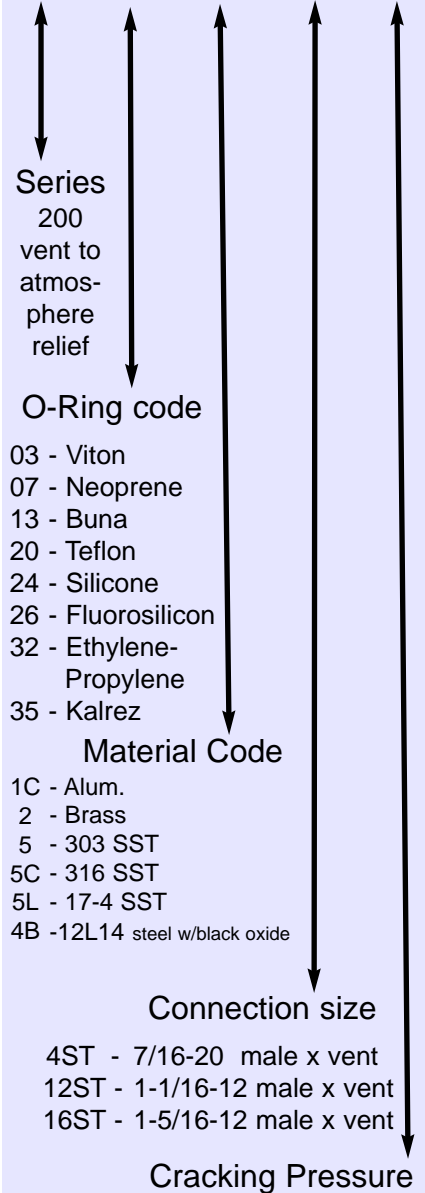 Series
200
vent to
atmos-
phere
relief
O-Ring code
03 - Viton
07 - Neoprene
13 - Buna
20 - Teflon
24 - Silicone
26 - Fluorosilicon
32 - Ethylene-
Propylene
35 - Kalrez
Material Code
1C - Alum.
2 - Brass
5 - 303 SST
5C - 316 SST
5L - 17-4 SST
4B -12L14 steel w/black oxide
Connection size
4ST - 7/16-20 male x vent
12ST - 1-1/16-12 male x vent
16ST - 1-5/16-12 male x vent
Cracking Pressure